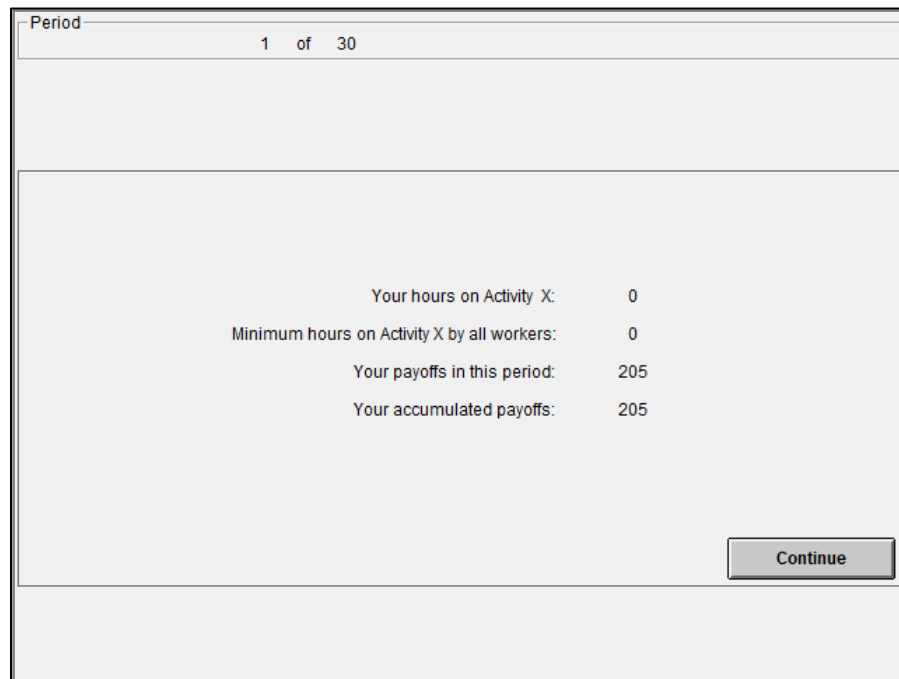 Period
1 of 30
Your hours on Activity X: 0
Minimum hours on Activity X by all workers: 0
Your payoffs in this period: 205
Your accumulated payoffs: 205
Continue